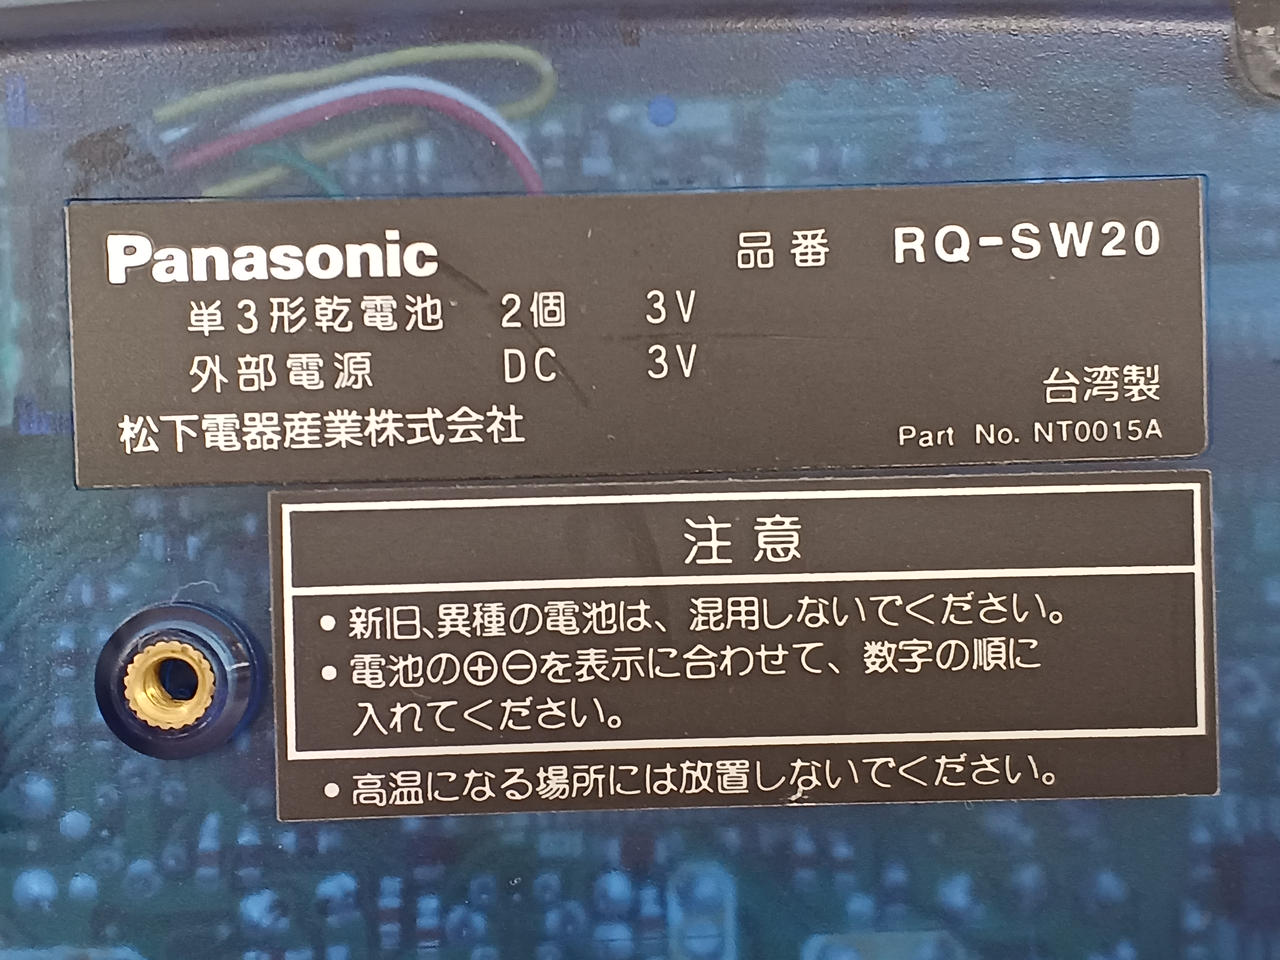 Panasonic 品番 RQ-SW20
単3形乾電池 2個 3V
外部電源 DC 3V
台湾製
松下電器産業株式会社
Part No. NT0015A
注意
• 新旧、異種の電池は、混用しないでください。
• 電池の⊕⊖を表示に合わせて、数字の順に
入れてください。
• 高温になる場所には放置しないでください。